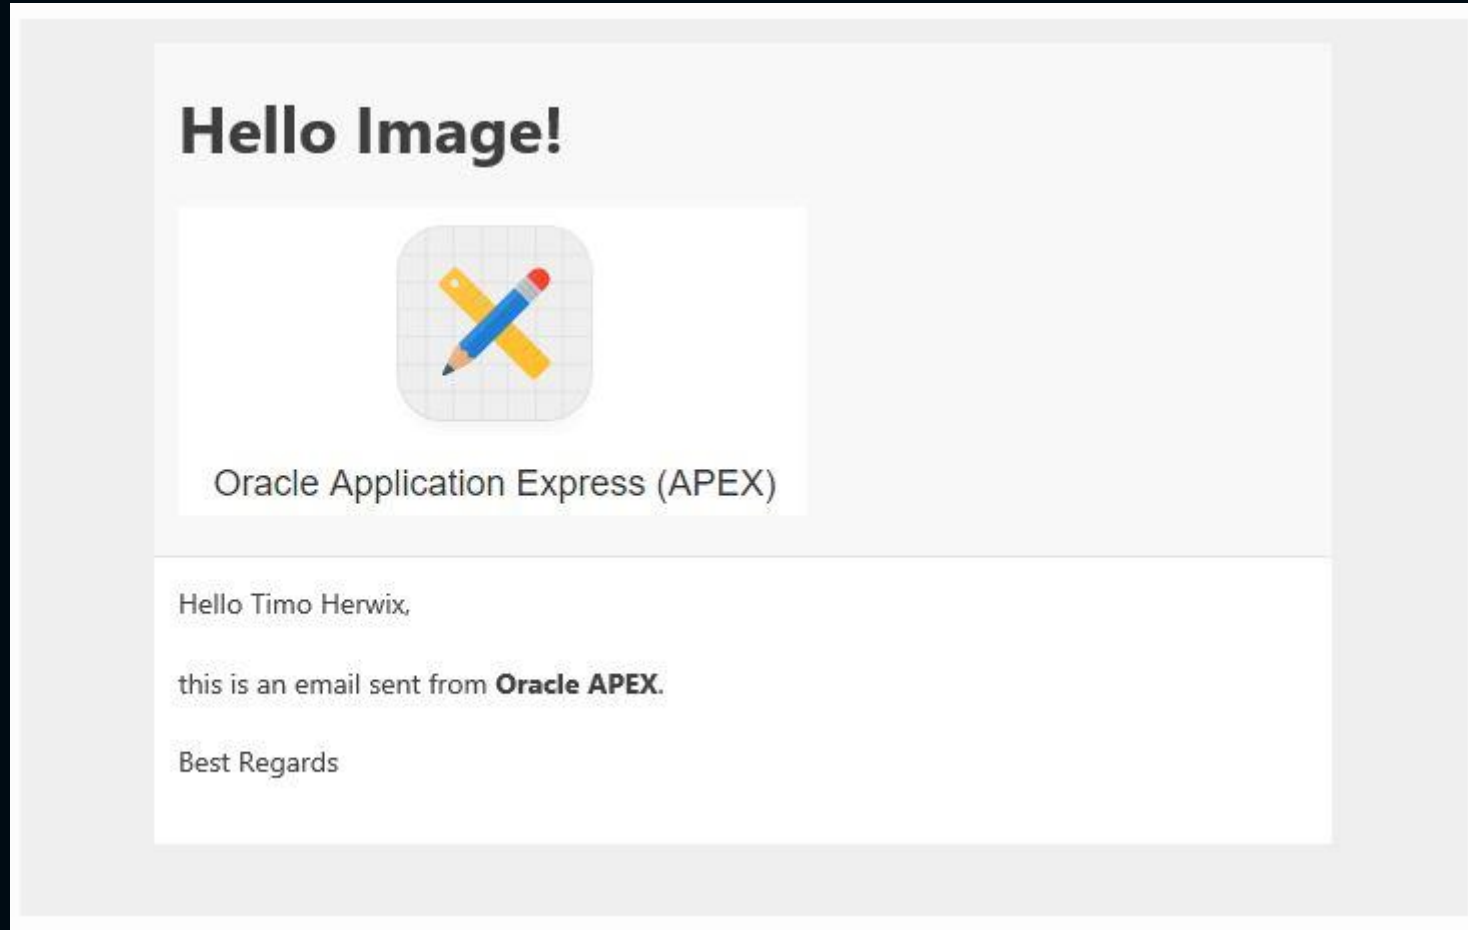 Hello Image!
Oracle Application Express (APEX)
Hello Timo Herwix,
this is an email sent from Oracle APEX.
Best Regards